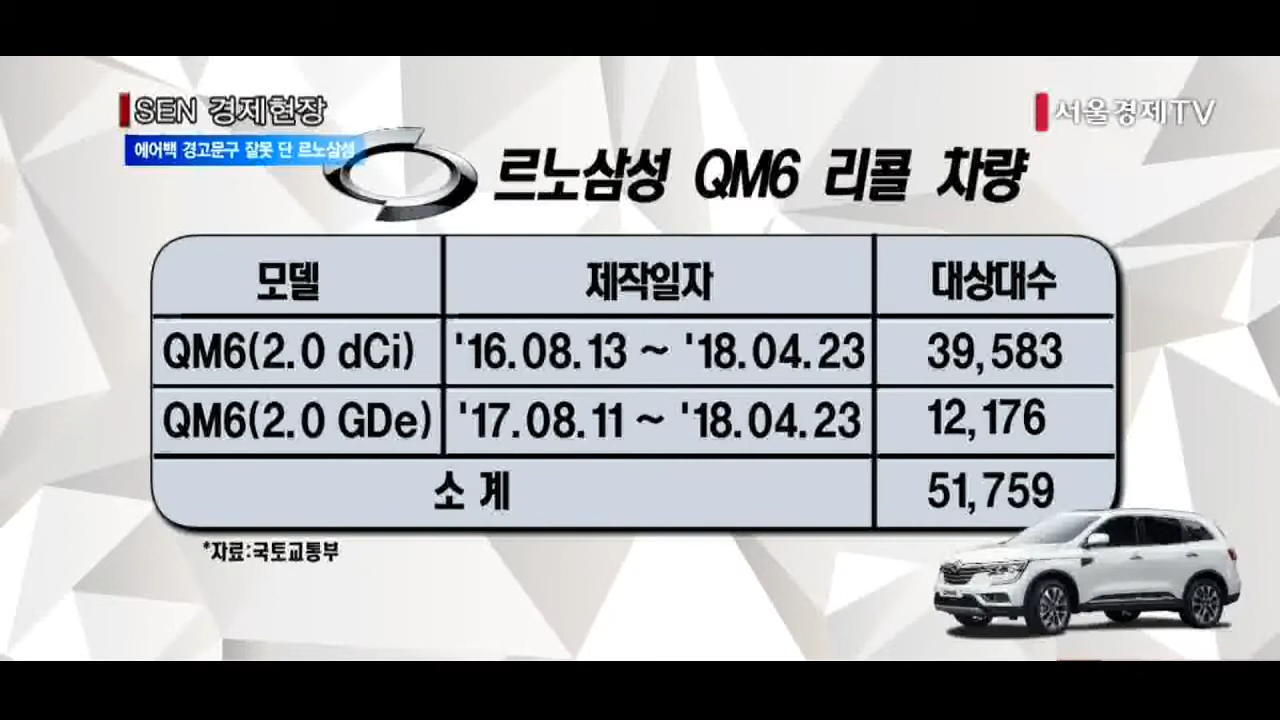 SEN 경제현장
서울경제TV
에어백 경고문구 잘못 단 르노삼성
르노삼성 QM6 리콜 차량
모델 제작일자 대상대수
QM6(2.0 dCi) '16.08.13 ~ '18.04.23 39,583
QM6(2.0 GDe) '17.08.11 ~ '18.04.23 12,176
소 계 51,759
*자료:국토교통부